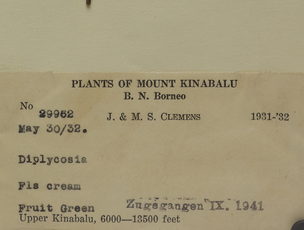 PLANTS OF MOUNT KINABALU
B. N. Borneo
No 29952
J. & M. S. CLEMENS 1931-'32
May 30/32.
Diplycosia
Fls cream
Fruit Green Zugegangen IX. 1941
Upper Kinabalu, 6000—13500 feet